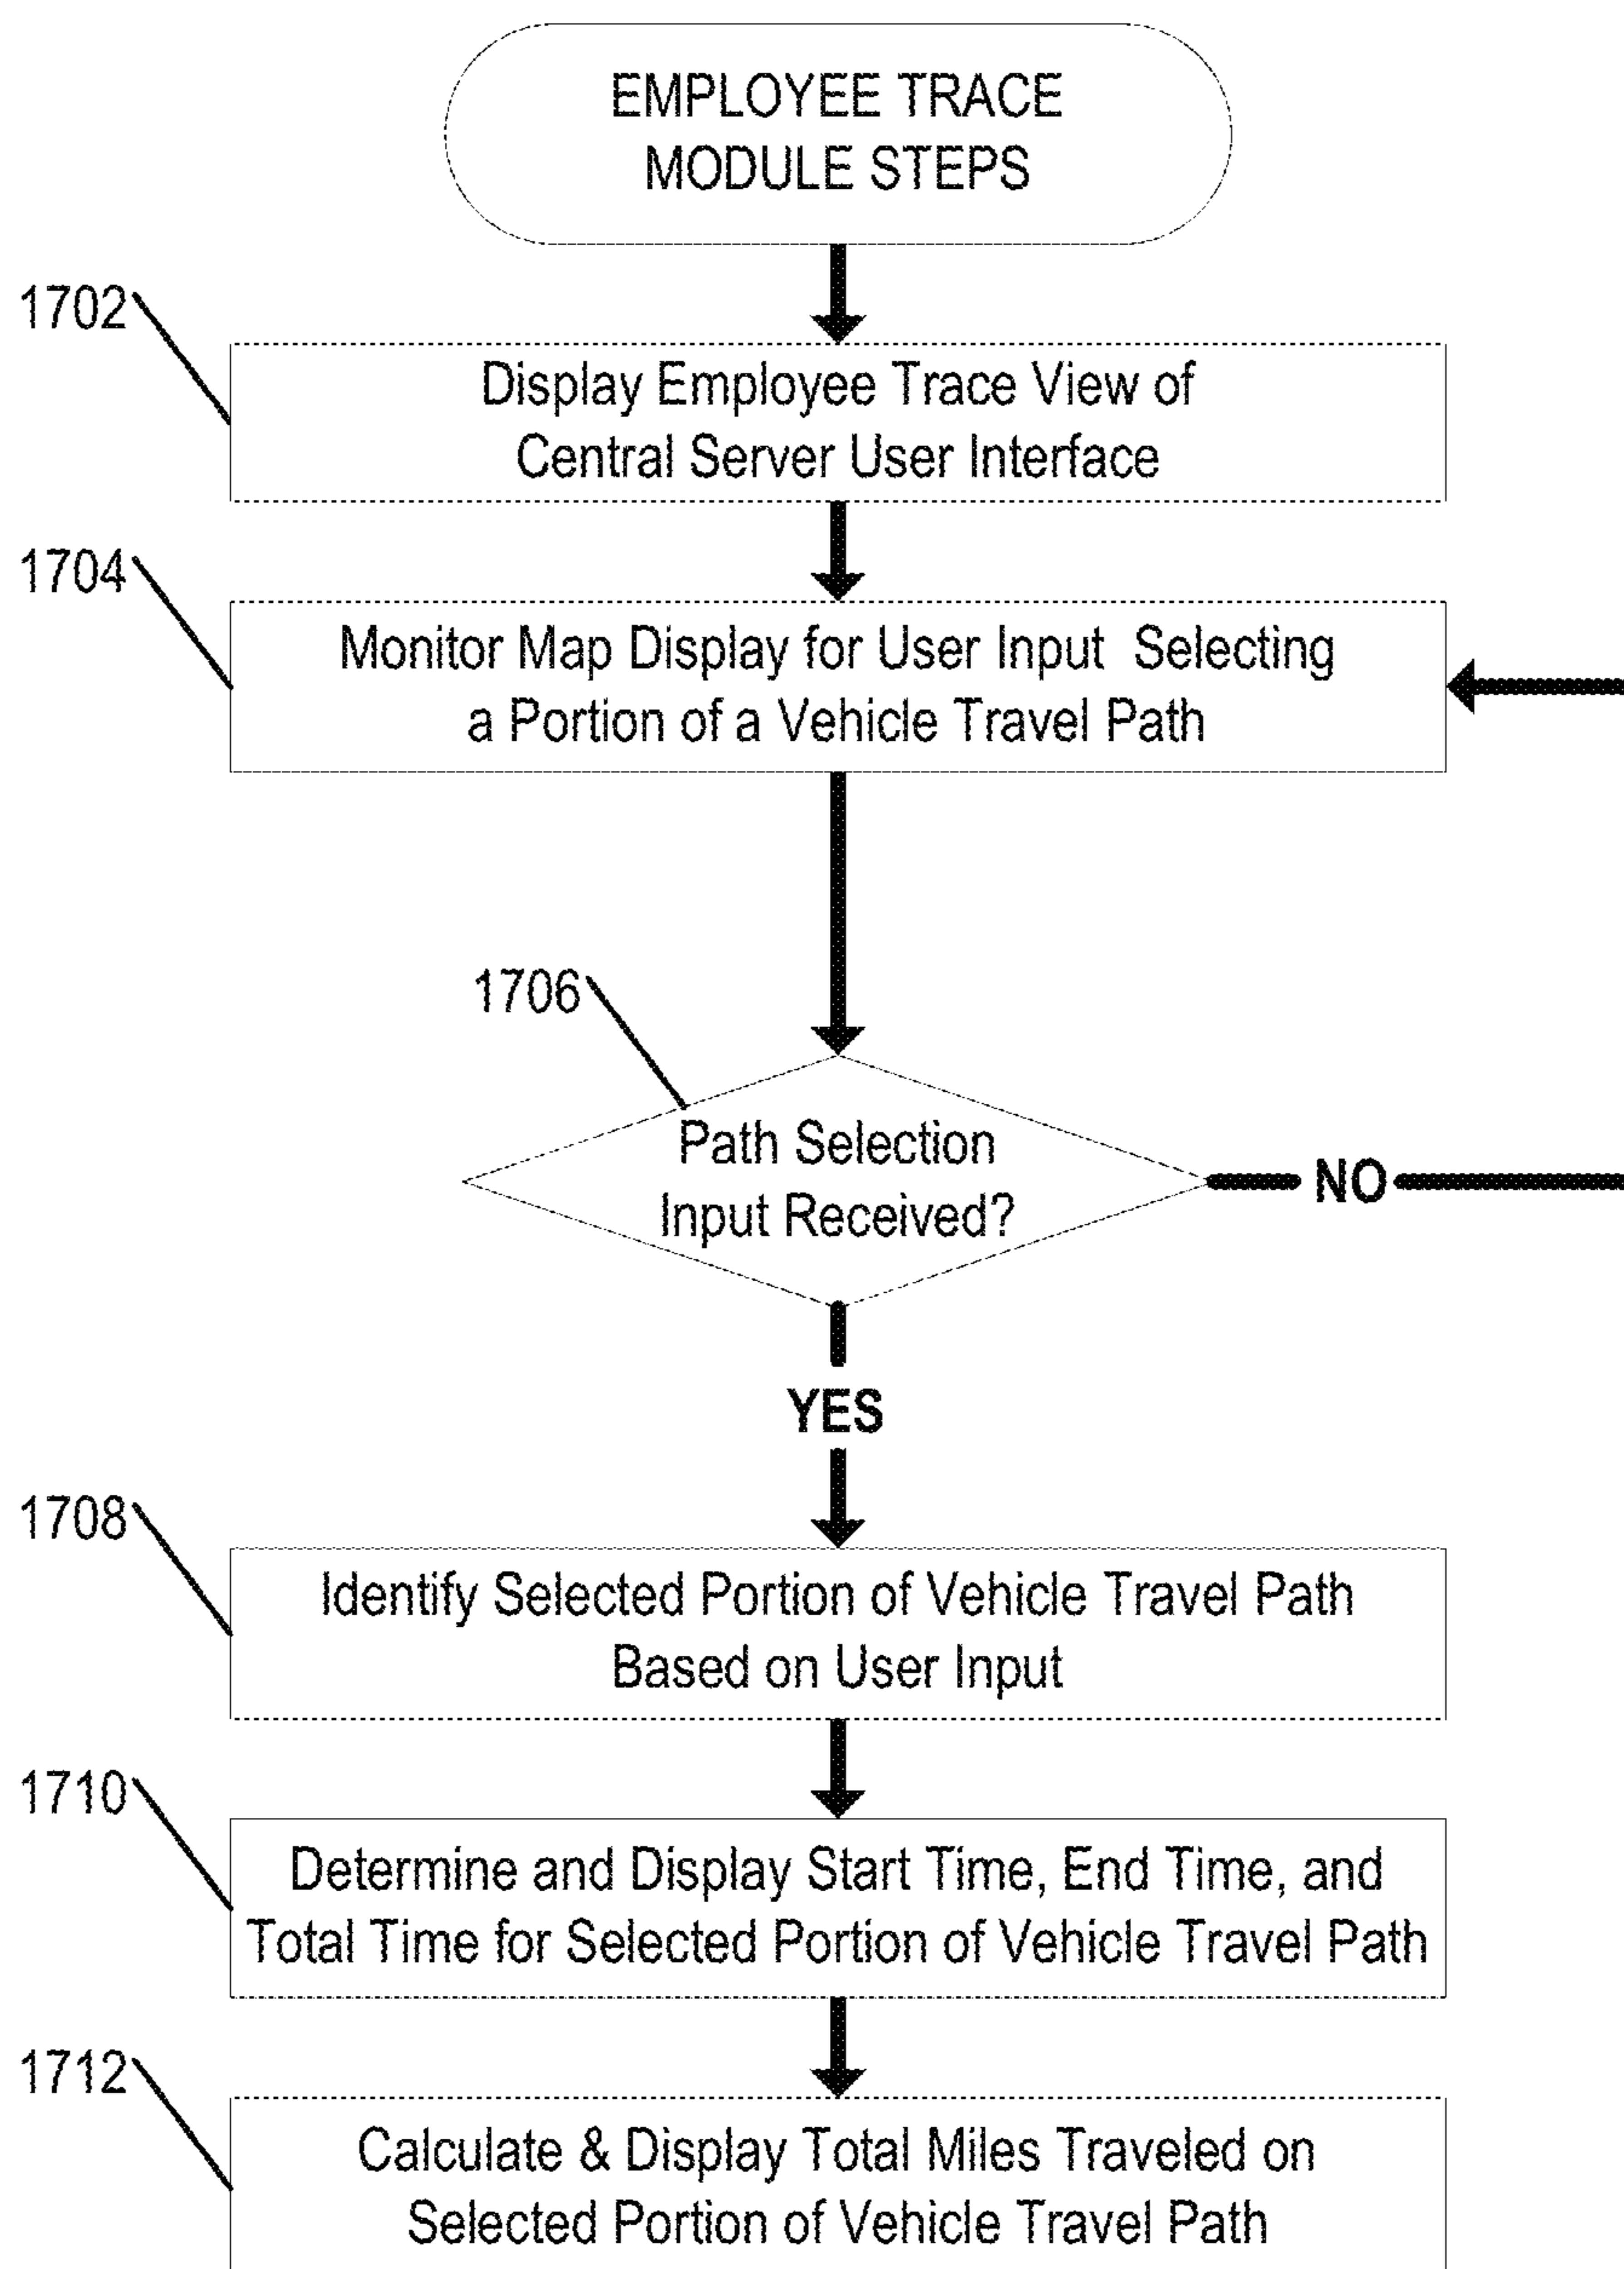 EMPLOYEE TRACE
MODULE STEPS
1702
Display Employee Trace View of
Central Server User Interface
1704
Monitor Map Display for User Input Selecting
a Portion of a Vehicle Travel Path
1706
Path Selection
Input Received?
NO
YES
1708
Identify Selected Portion of Vehicle Travel Path
Based on User Input
1710
Determine and Display Start Time, End Time, and
Total Time for Selected Portion of Vehicle Travel Path
1712
Calculate & Display Total Miles Traveled on
Selected Portion of Vehicle Travel Path